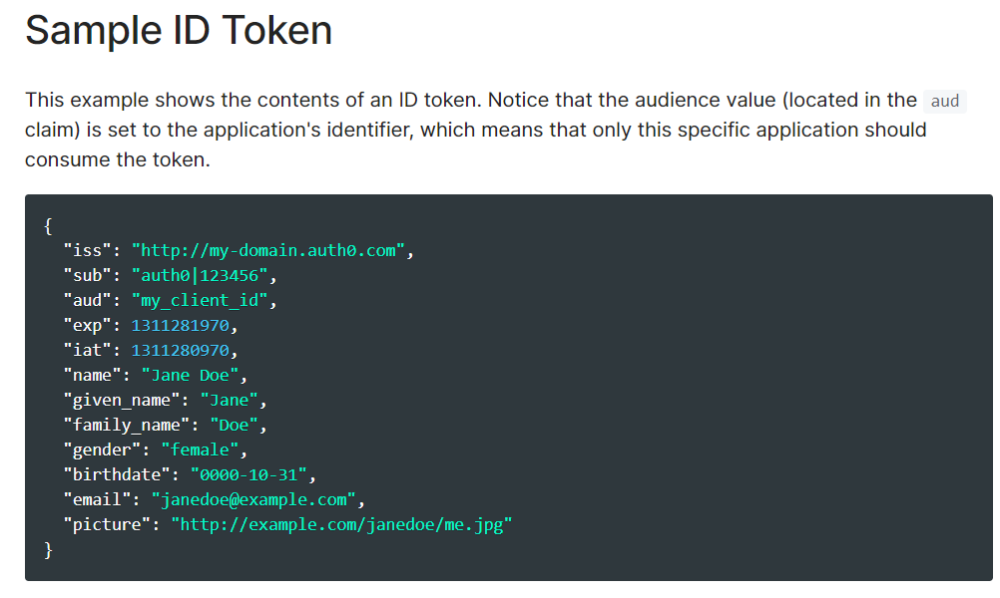 Sample ID Token
This example shows the contents of an ID token. Notice that the audience value (located in the aud
claim) is set to the application's identifier, which means that only this specific application should
consume the token.
{
  "iss": "http://my-domain.auth0.com",
  "sub": "auth0|123456",
  "aud": "my_client_id",
  "exp": 1311281970,
  "iat": 1311280970,
  "name": "Jane Doe",
  "given_name": "Jane",
  "family_name": "Doe",
  "gender": "female",
  "birthdate": "0000-10-31",
  "email": "janedoe@example.com",
  "picture": "http://example.com/janedoe/me.jpg"
}